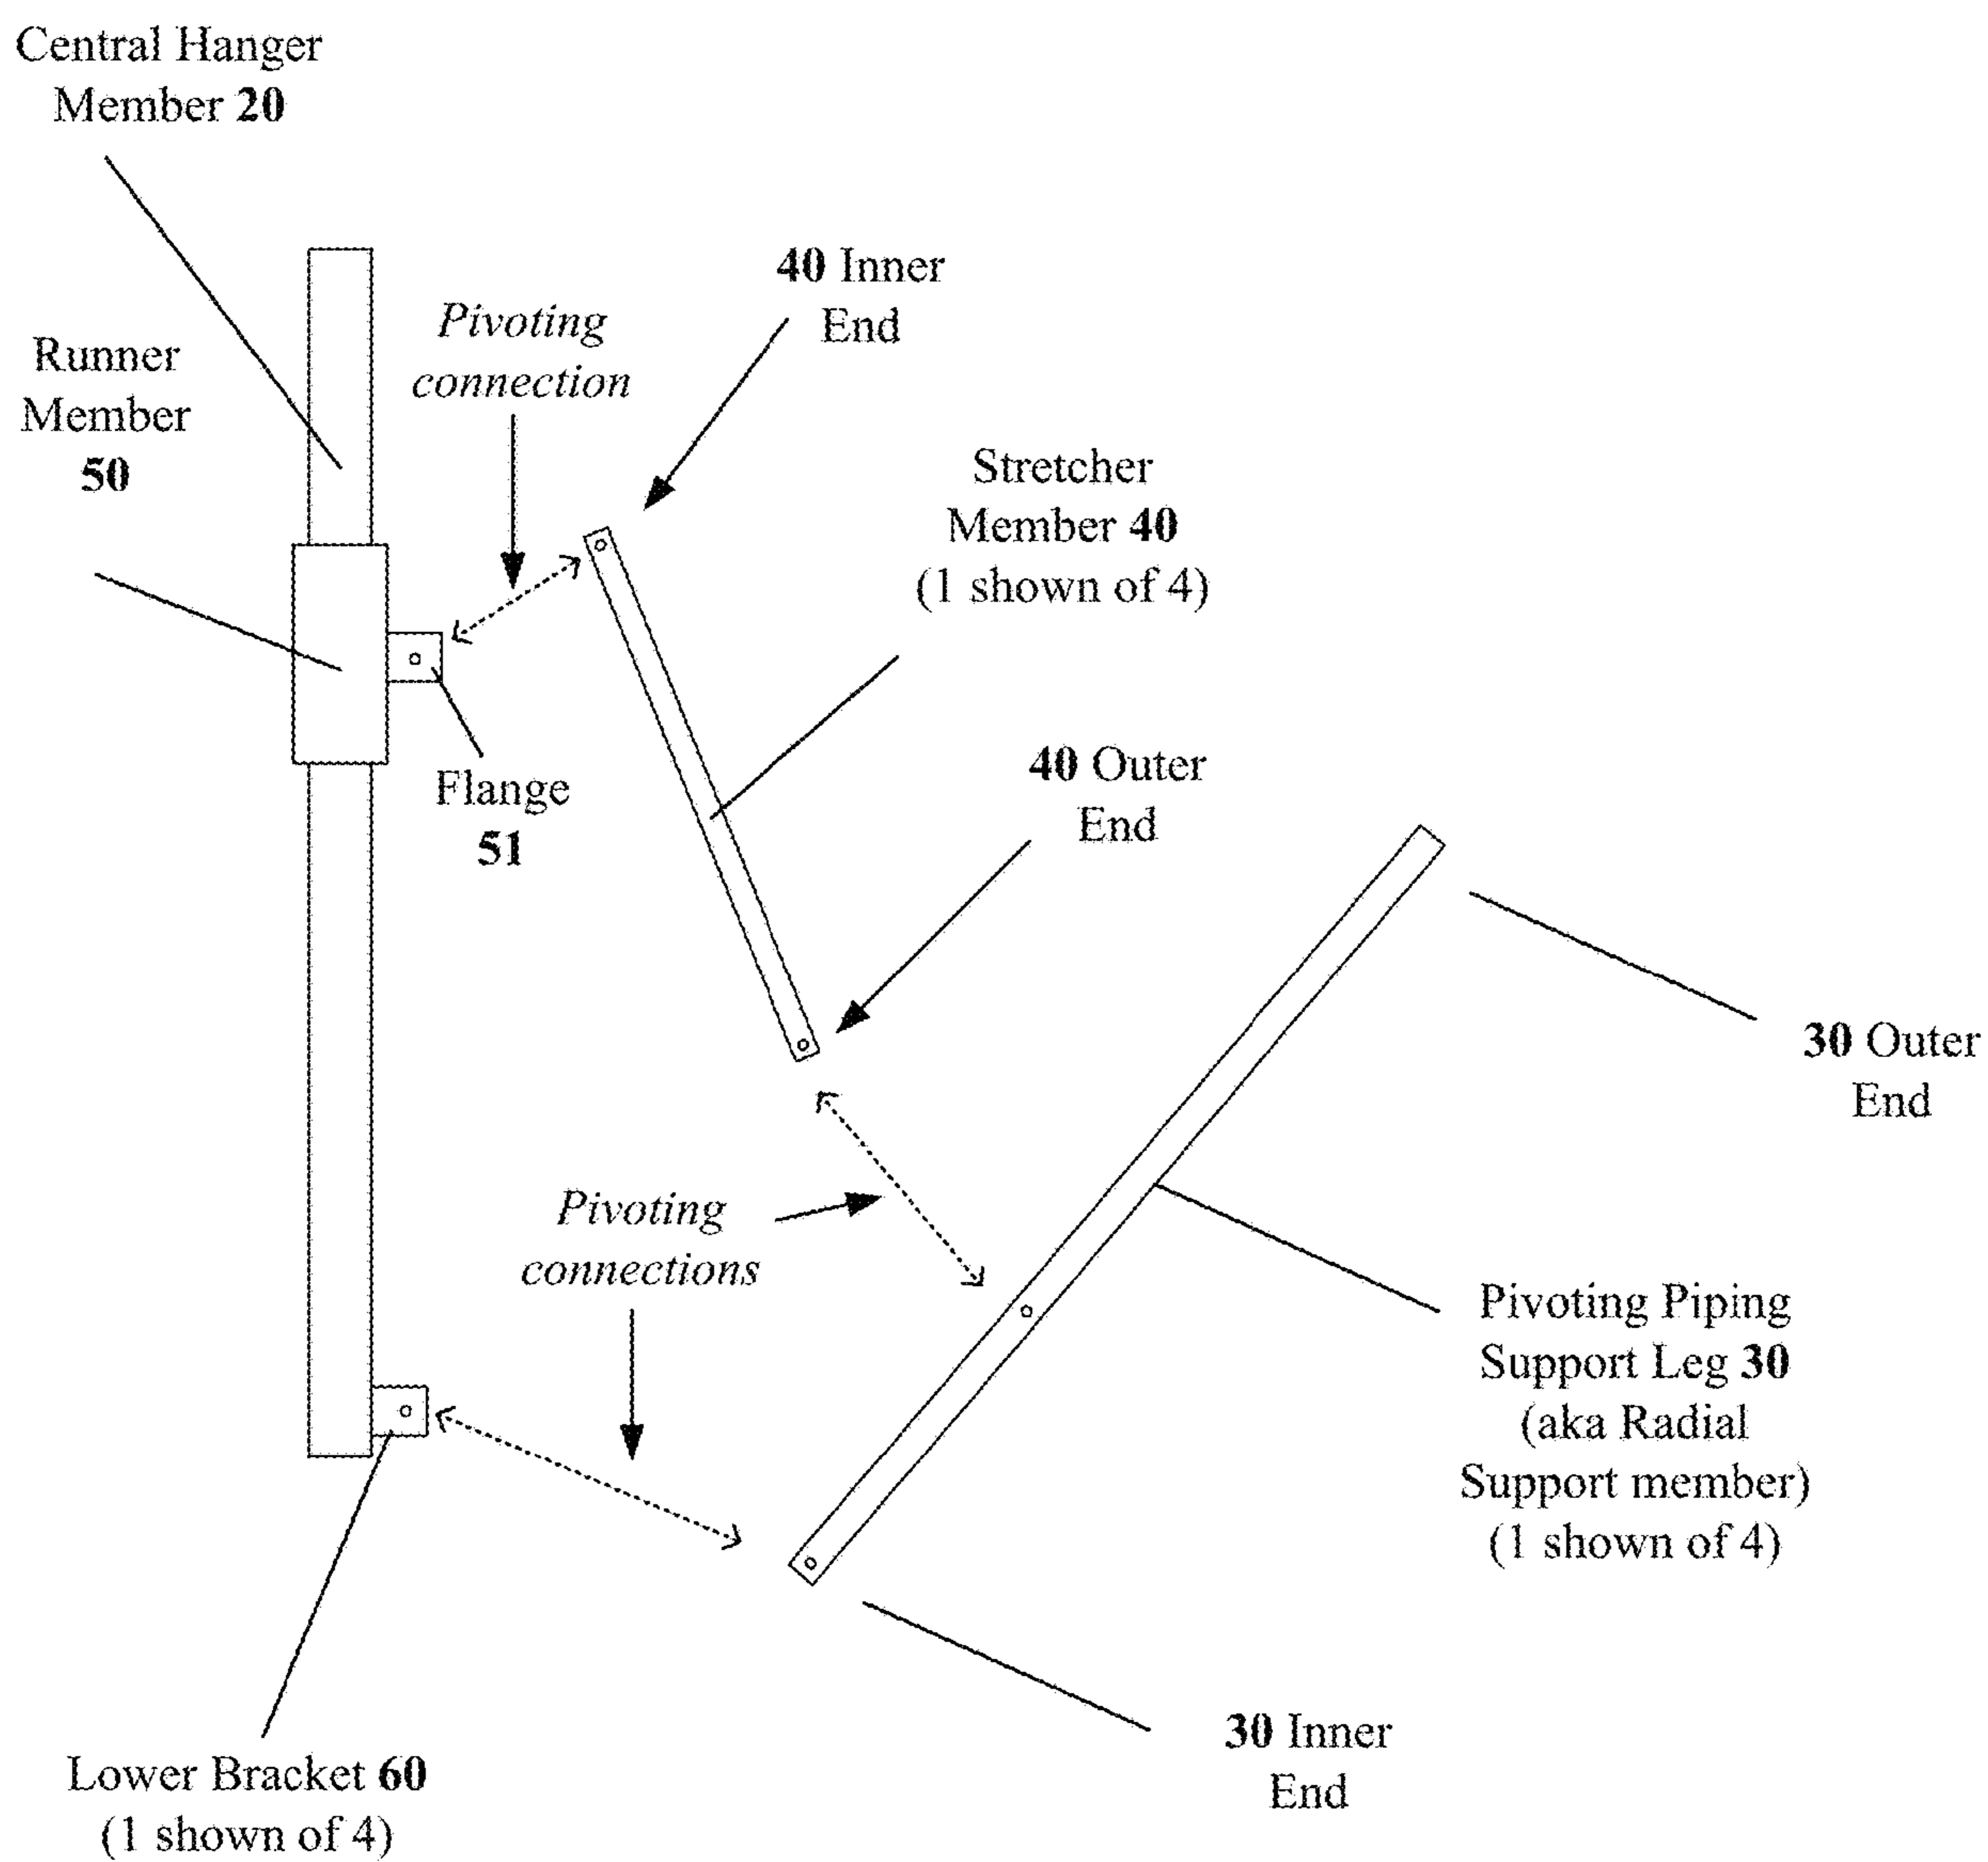 Central Hanger
Member 20
Runner
Member
50
Pivoting
connection
40 Inner
End
Stretcher
Member 40
(1 shown of 4)
Flange
51
40 Outer
End
30 Outer
End
Pivoting
connections
Pivoting Piping
Support Leg 30
(aka Radial
Support member)
(1 shown of 4)
30 Inner
End
Lower Bracket 60
(1 shown of 4)